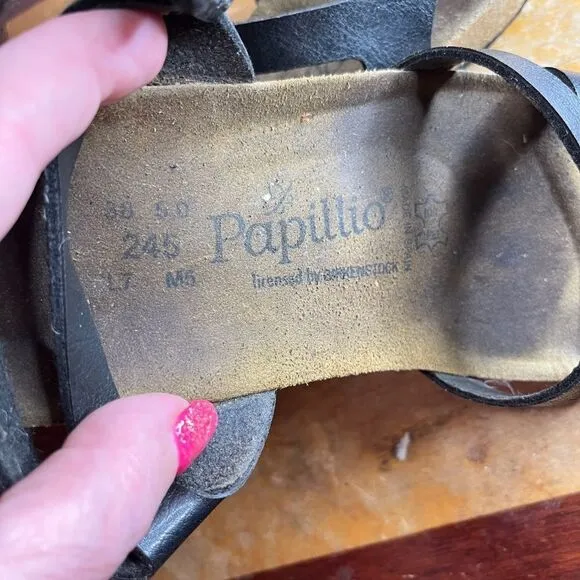 38 5.0
245
L7 M5
Papillio®
licensed by BIRKENSTOCK